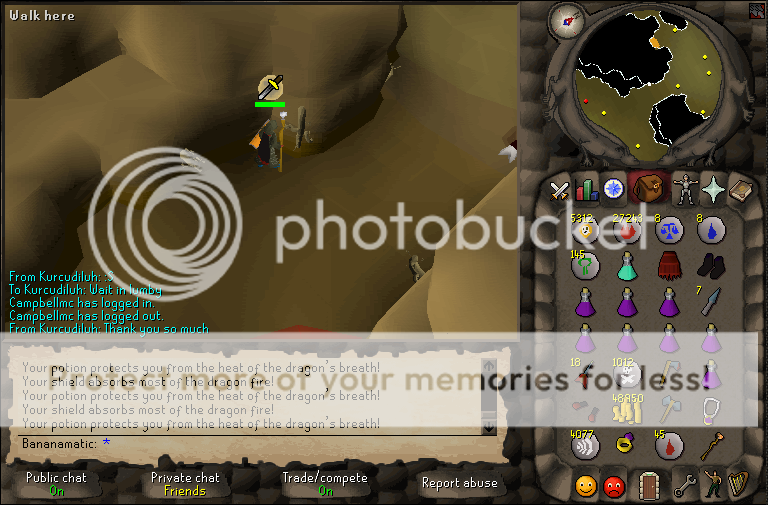 Walk here
5312
27243
8
8
145
7
photobucket
From Kurcudiluh: :S
To Kurcudiluh: Wait in lumby
Campbellmc has logged in.
Campbellmc has logged out.
From Kurcudiluh: Thank you so much
Protect more of your memories for less!
Your potion protects you from the heat of the dragon's breath!
Your shield absorbs most of the dragon fire!
Your potion protects you from the heat of the dragon's breath!
Your shield absorbs most of the dragon fire!
Your potion protects you from the heat of the dragon's breath!
Bananamatic: *
18
1012
48950
4077
45
Public chat
On
Private chat
Friends
Trade/compete
On
Report abuse